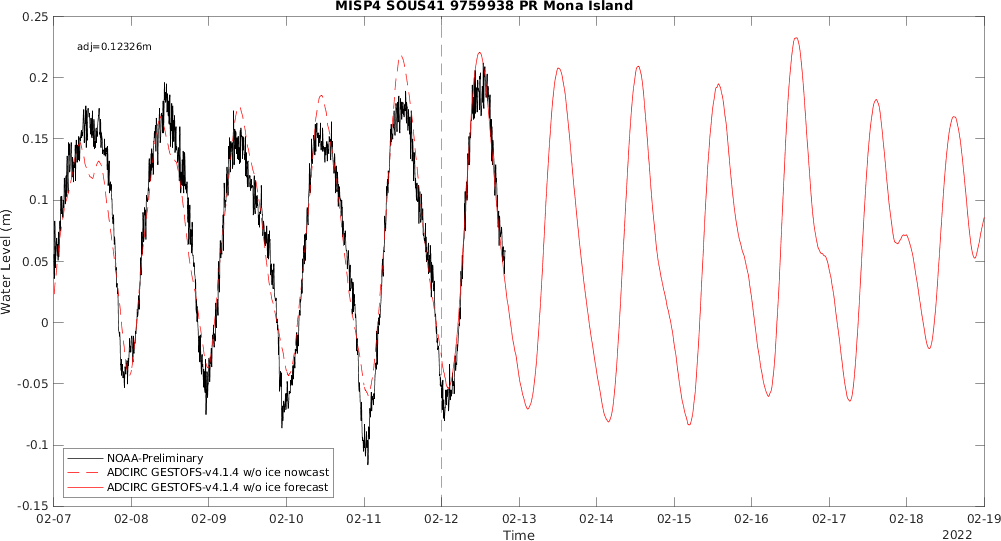 MISP4 SOUS41 9759938 PR Mona Island
adj=0.12326m
0.25
0.2
0.15
0.1
0.05
0
-0.05
-0.1
-0.15
Water Level (m)
NOAA-Preliminary
ADCIRC GESTOFS-v4.1.4 w/o ice nowcast
ADCIRC GESTOFS-v4.1.4 w/o ice forecast
02-07 02-08 02-09 02-10 02-11 02-12 02-13 02-14 02-15 02-16 02-17 02-18 02-19
Time
2022